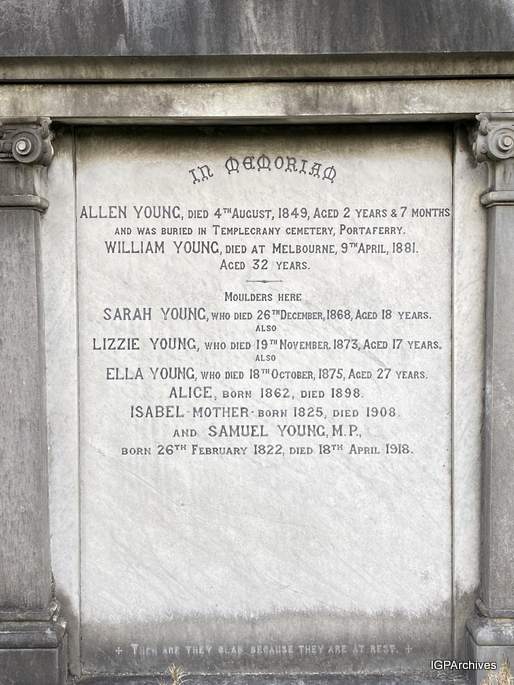 IN MEMORIAM
ALLEN YOUNG, DIED 4TH AUGUST, 1849, AGED 2 YEARS & 7 MONTHS
AND WAS BURIED IN TEMPLECRANY CEMETERY, PORTAFERRY.
WILLIAM YOUNG, DIED AT MELBOURNE, 9TH APRIL, 1881.
AGED 32 YEARS.
MOULDERS HERE
SARAH YOUNG, WHO DIED 26TH DECEMBER, 1868, AGED 18 YEARS.
ALSO
LIZZIE YOUNG, WHO DIED 19TH NOVEMBER, 1873, AGED 17 YEARS.
ALSO
ELLA YOUNG, WHO DIED 18TH OCTOBER, 1875, AGED 27 YEARS.
ALICE, BORN 1862, DIED 1898.
ISABEL · MOTHER · BORN 1825, DIED 1908.
AND SAMUEL YOUNG, M.P.,
BORN 26TH FEBRUARY 1822, DIED 18TH APRIL 1918.
+ THEN ARE THEY GLAD BECAUSE THEY ARE AT REST. +
IGPArchives